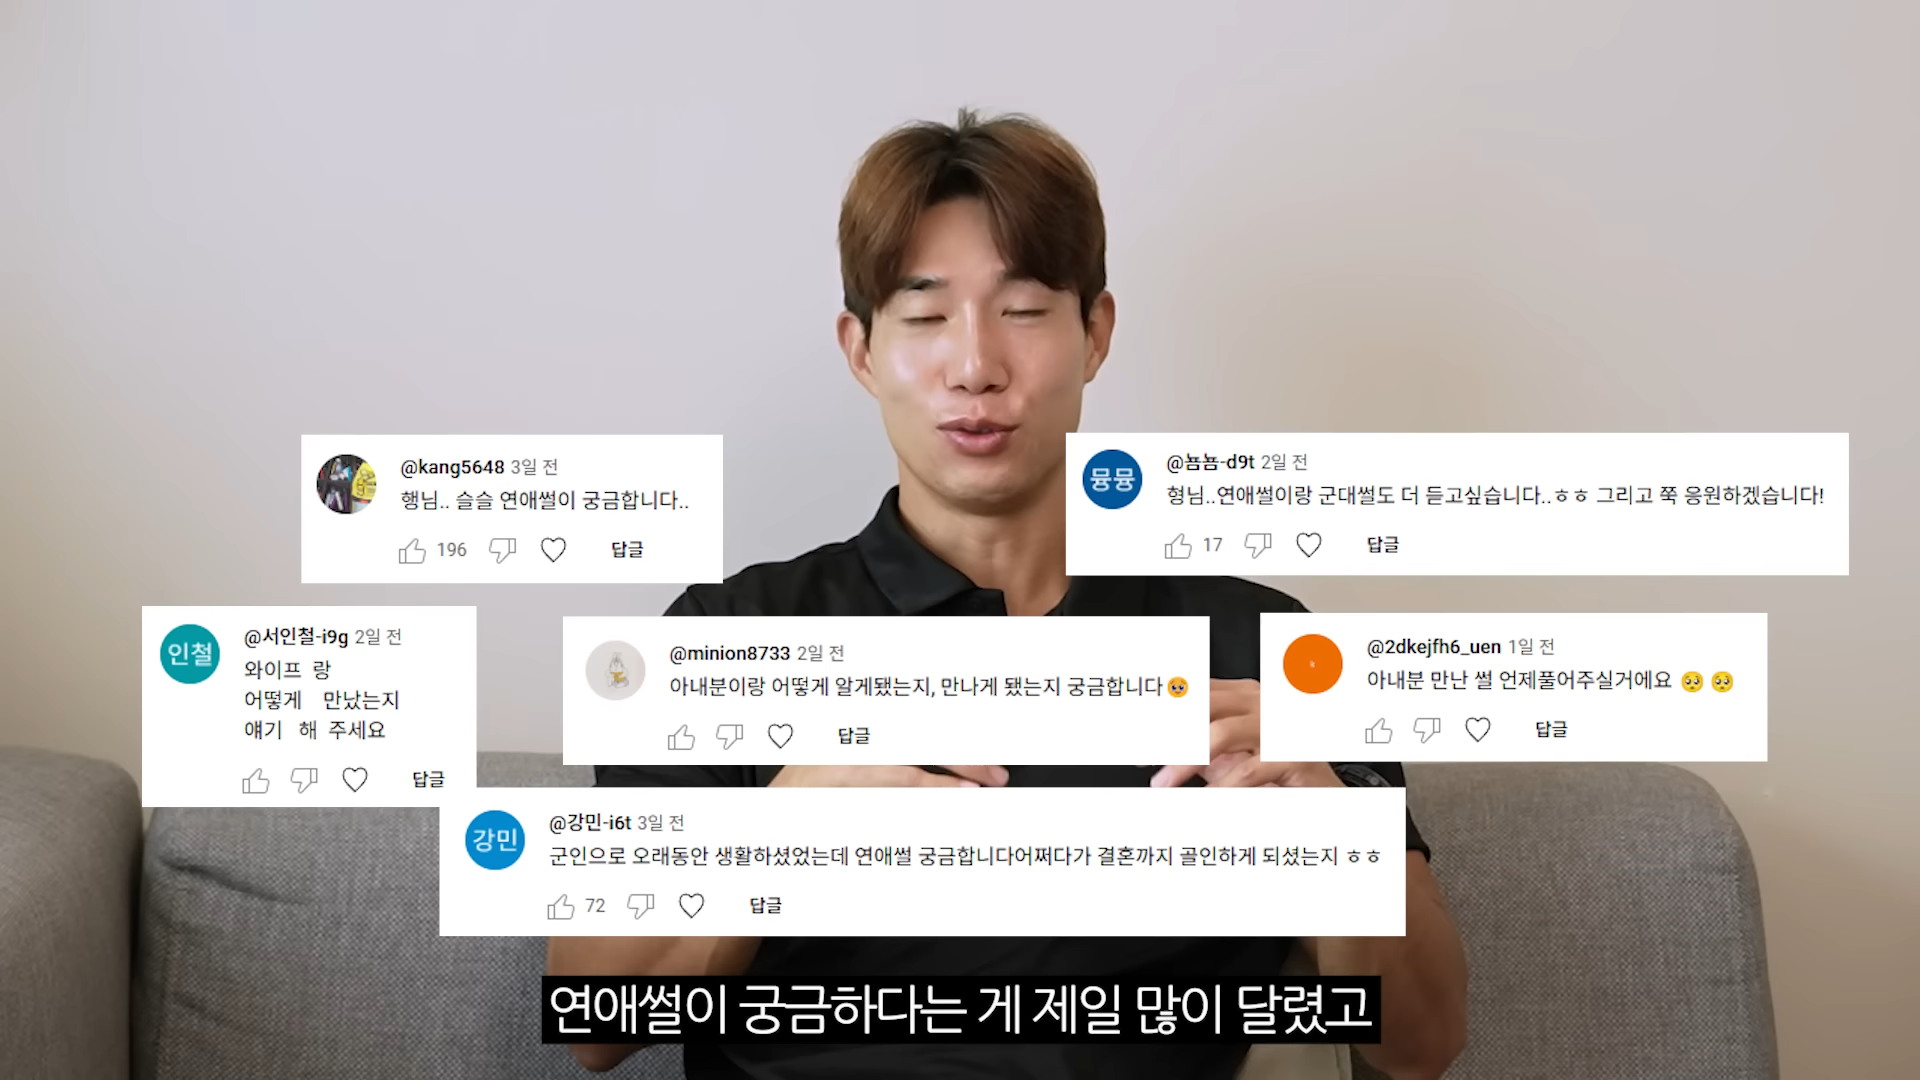 @kang5648 3일 전
행님.. 슬슬 연애썰이 궁금합니다..
196
답글
뮹뮹
@뇸뇸-d9t 2일 전
형님..연애썰이랑 군대썰도 더 듣고싶습니다..ㅎㅎ 그리고 쭉 응원하겠습니다!
17
답글
인철
@서인철-i9g 2일 전
와이프 랑
어떻게 만났는지
얘기 해 주세요
답글
@minion8733 2일 전
아내분이랑 어떻게 알게됐는지, 만나게 됐는지 궁금합니다🥹
답글
k
@2dkejfh6_uen 1일 전
아내분 만난 썰 언제풀어주실거에요 🥺 🥺
답글
강민
@강민-i6t 3일 전
군인으로 오래동안 생활하셨었는데 연애썰 궁금합니다어쩌다가 결혼까지 골인하게 되셨는지 ㅎㅎ
72
답글
연애썰이 궁금하다는 게 제일 많이 달렸고